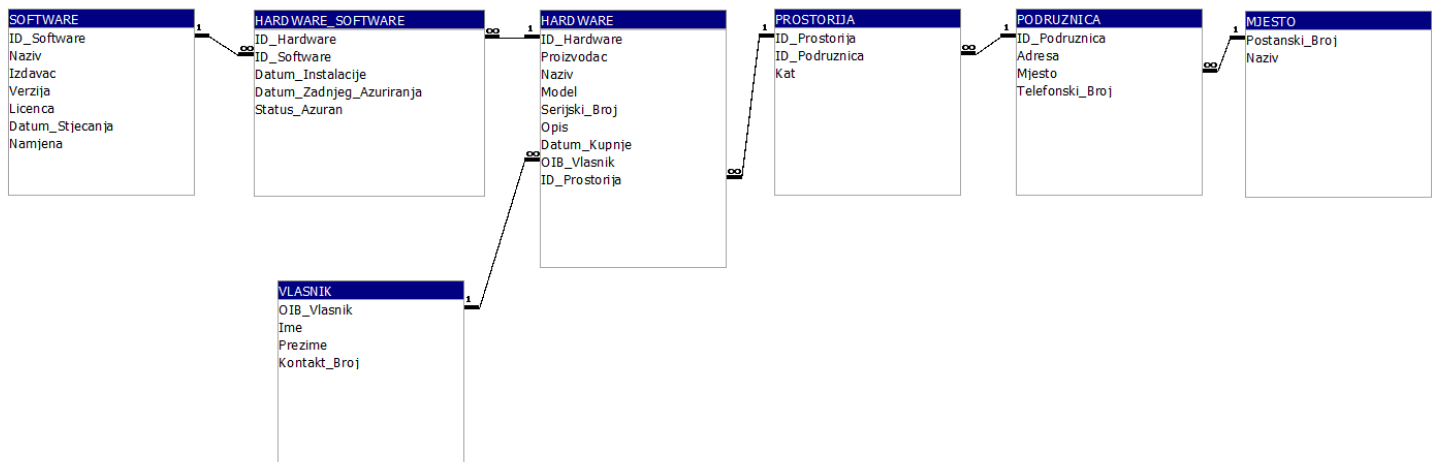 SOFTWARE
ID_Software
Naziv
Izdavac
Verzija
Licenca
Datum_Stjecanja
Namjena
1
∞
HARDWARE_SOFTWARE
ID_Hardware
ID_Software
Datum_Instalacije
Datum_Zadnjeg_Azuriranja
Status_Azuran
∞
1
HARDWARE
ID_Hardware
Proizvodac
Naziv
Model
Serijski_Broj
Opis
Datum_Kupnje
OIB_Vlasnik
ID_Prostorija
∞
∞
1
PROSTORIJA
ID_Prostorija
ID_Podruznica
Kat
∞
1
PODRUZNICA
ID_Podruznica
Adresa
Mjesto
Telefonski_Broj
∞
1
MJESTO
Postanski_Broj
Naziv
VLASNIK
OIB_Vlasnik
Ime
Prezime
Kontakt_Broj
1